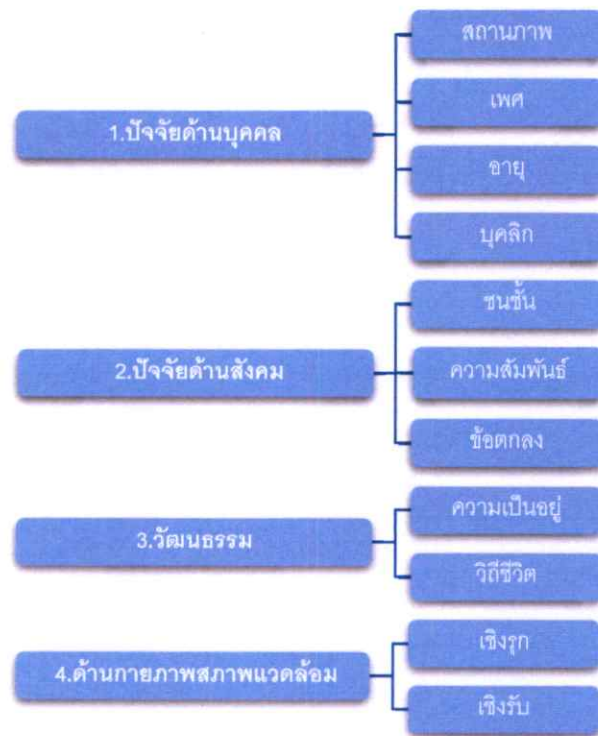 1.ปัจจัยด้านบุคคล
สถานภาพ
เพศ
อายุ
บุคลิก
2.ปัจจัยด้านสังคม
ชนชั้น
ความสัมพันธ์
ข้อตกลง
3.วัฒนธรรม
ความเป็นอยู่
วิถีชีวิต
4.ด้านกายภาพสภาพแวดล้อม
เชิงรุก
เชิงรับ